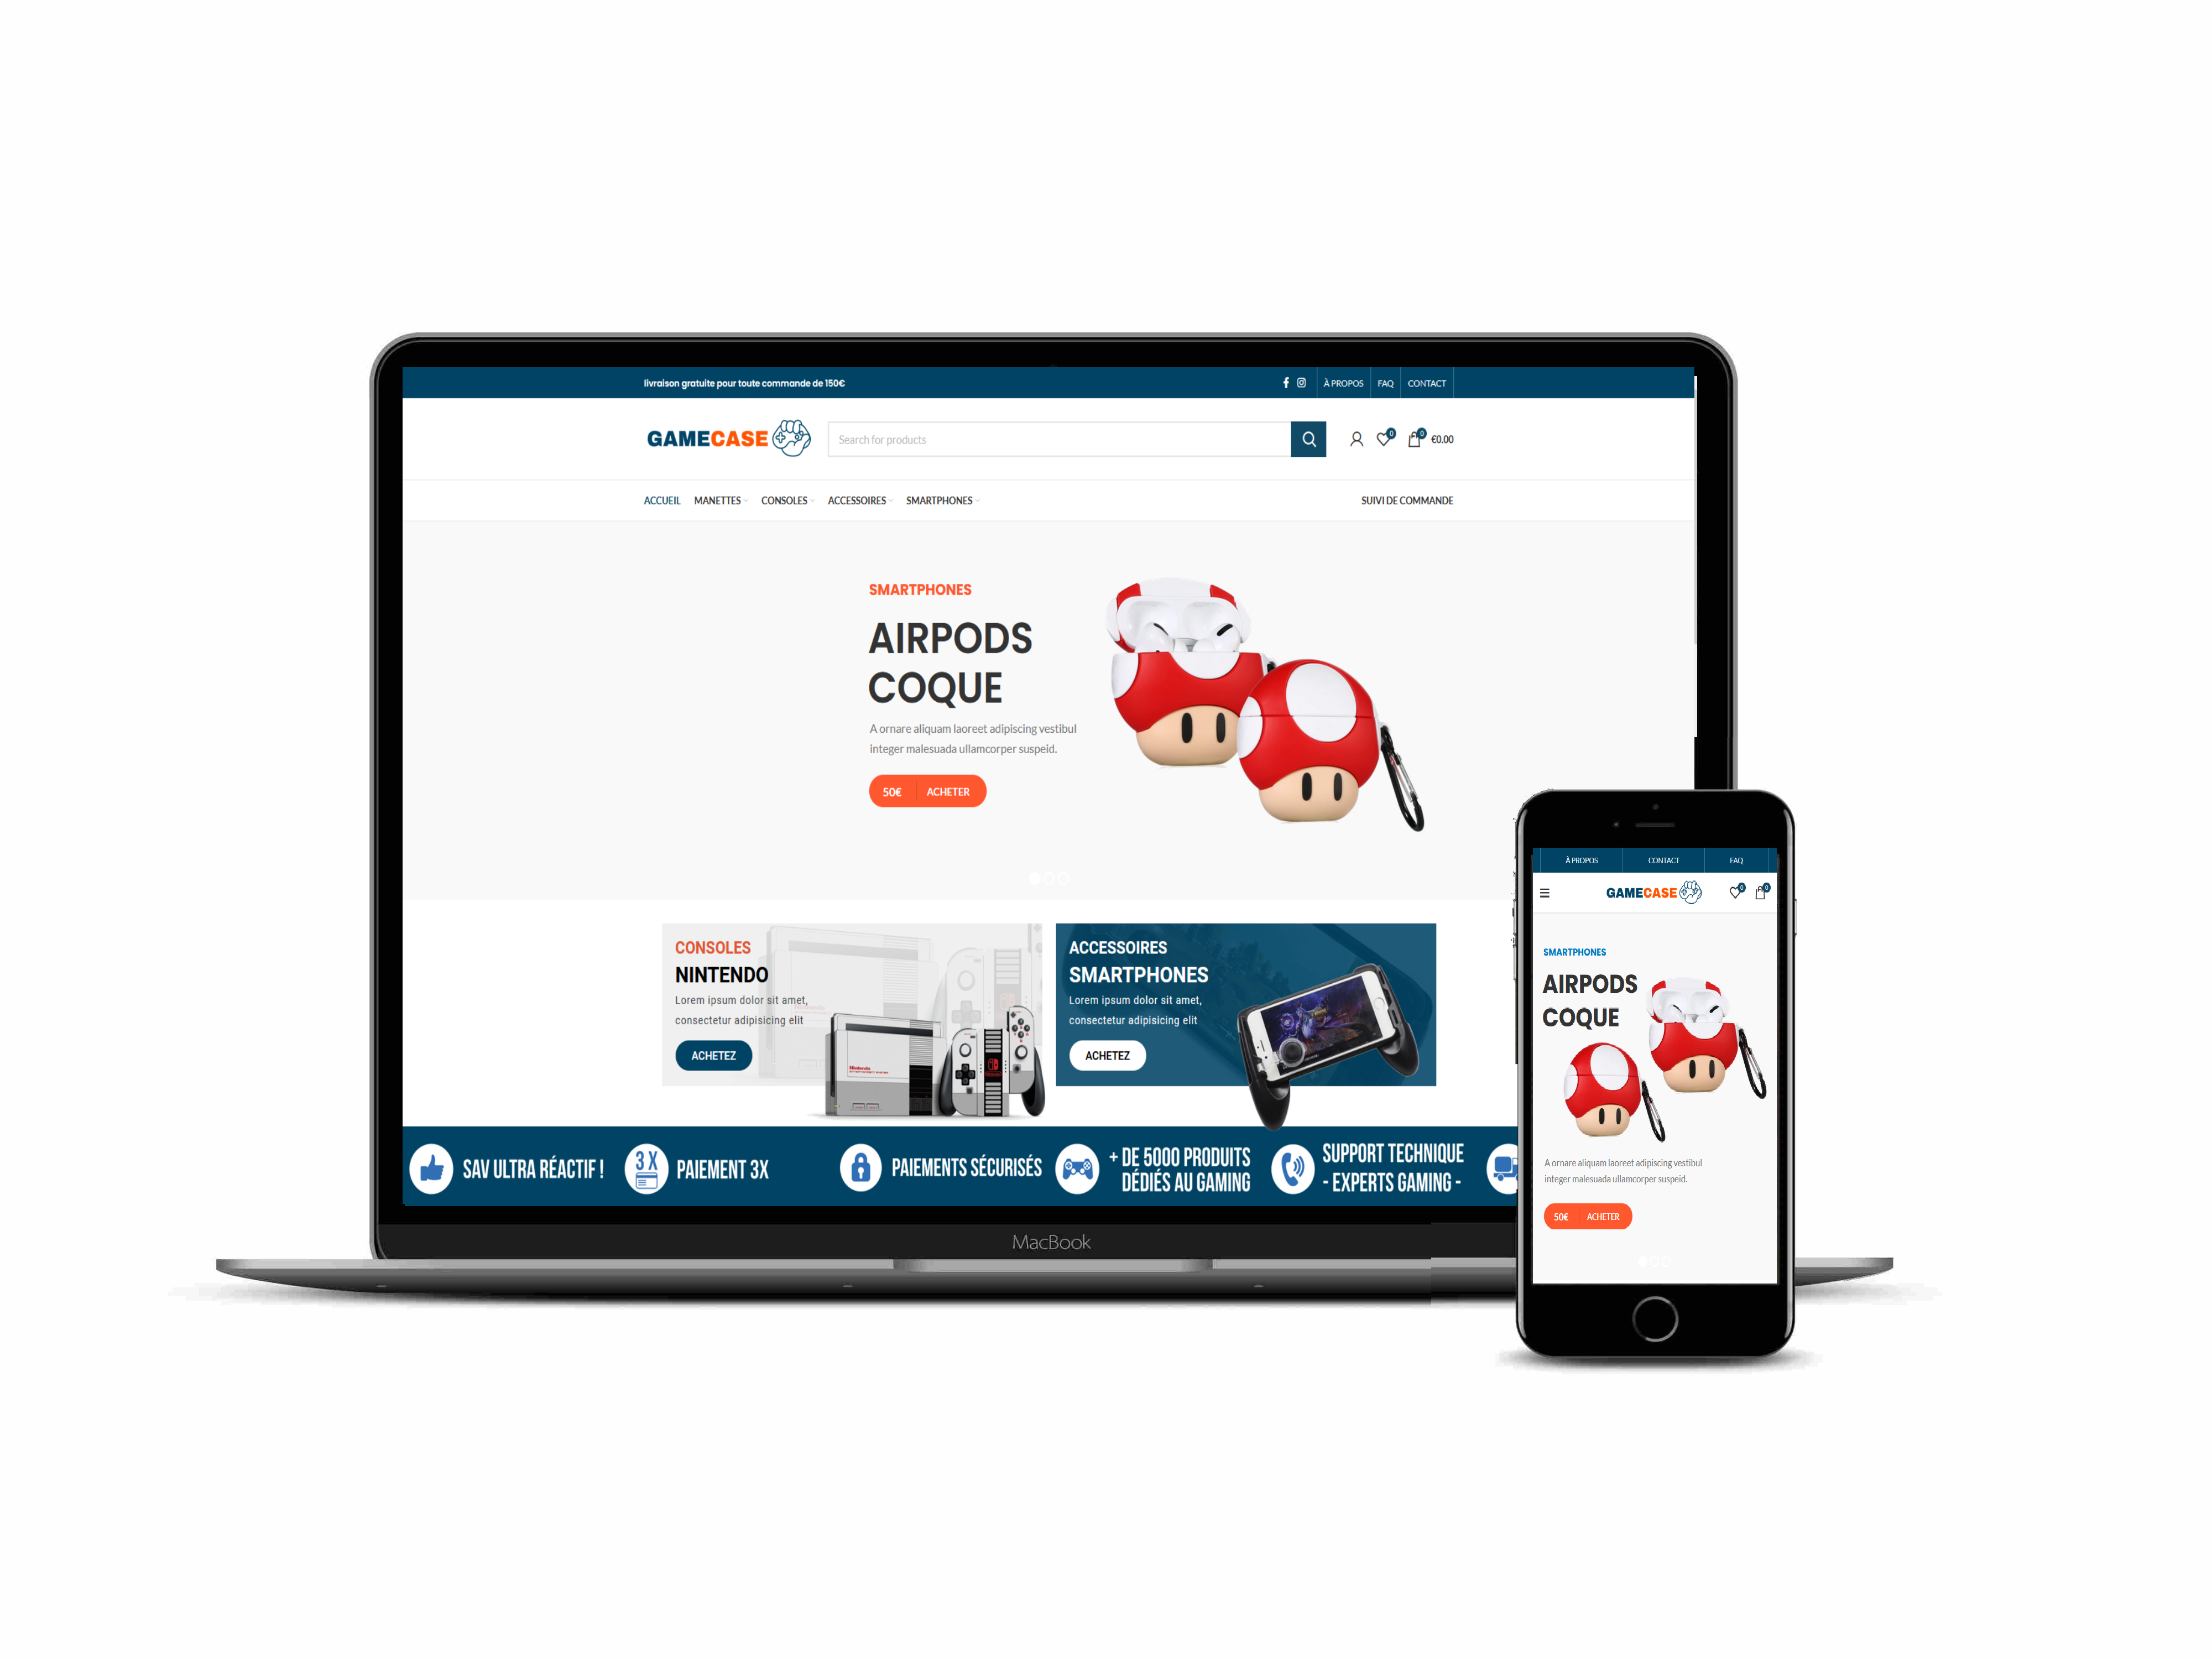 livraison gratuite pour toute commande de 150€
À PROPOS
FAQ
CONTACT
GAMECASE
Search for products
0
0
€0.00
ACCUEIL
MANETTES
CONSOLES
ACCESSOIRES
SMARTPHONES
SUIVI DE COMMANDE
SMARTPHONES
AIRPODS
COQUE
A ornare aliquam laoreet adipiscing vestibul
integer malesuada ullamcorper suspeid.
50€
ACHETER
CONSOLES
NINTENDO
Lorem ipsum dolor sit amet,
consectetur adipisicing elit
ACHETEZ
Nintendo
ACCESSOIRES
SMARTPHONES
Lorem ipsum dolor sit amet,
consectetur adipisicing elit
ACHETEZ
SAV ULTRA RÉACTIF !
3 X
PAIEMENT 3X
PAIEMENTS SÉCURISÉS
+ DE 5000 PRODUITS
DÉDIÉS AU GAMING
SUPPORT TECHNIQUE
- EXPERTS GAMING -
MacBook
À PROPOS
CONTACT
FAQ
GAMECASE
0
0
SMARTPHONES
AIRPODS
COQUE
A ornare aliquam laoreet adipiscing vestibul
integer malesuada ullamcorper suspeid.
50€
ACHETER